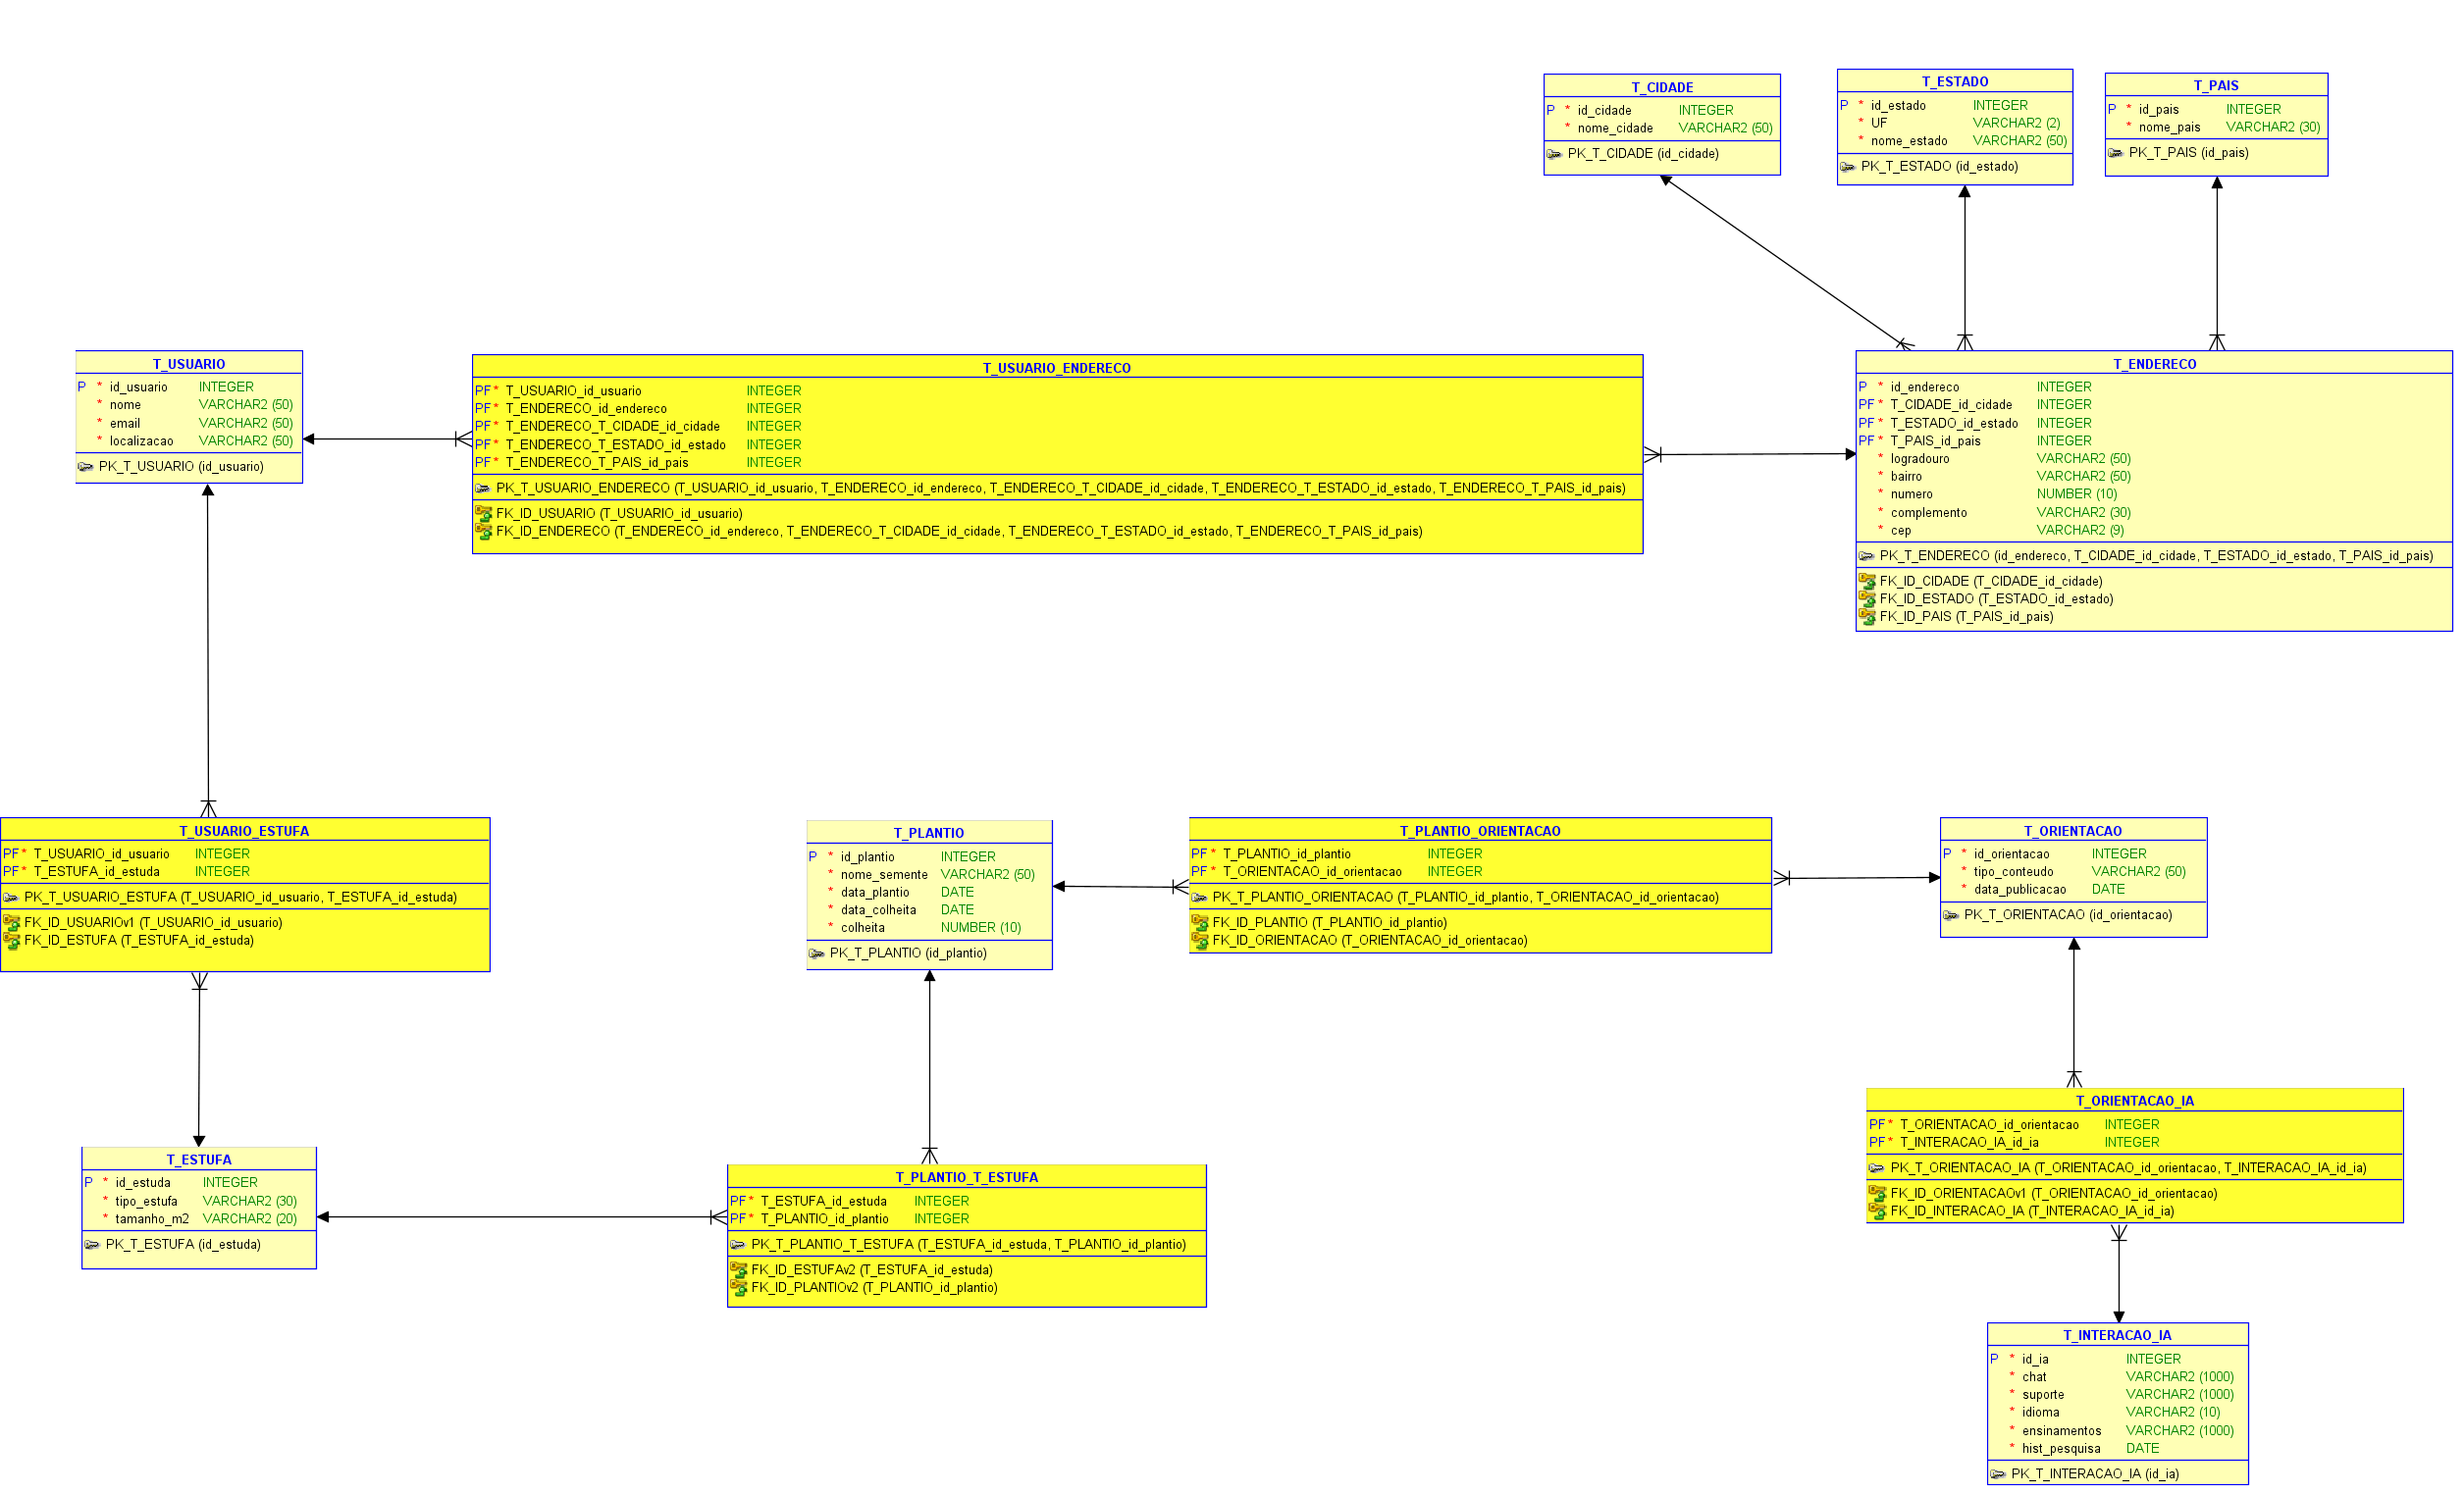 T_CIDADE
P * id_cidade INTEGER
* nome_cidade VARCHAR2 (50)
PK_T_CIDADE (id_cidade)
T_ESTADO
P * id_estado INTEGER
* UF VARCHAR2 (2)
* nome_estado VARCHAR2 (50)
PK_T_ESTADO (id_estado)
T_PAIS
P * id_pais INTEGER
* nome_pais VARCHAR2 (30)
PK_T_PAIS (id_pais)
T_USUARIO
P * id_usuario INTEGER
* nome VARCHAR2 (50)
* email VARCHAR2 (50)
* localizacao VARCHAR2 (50)
PK_T_USUARIO (id_usuario)
T_USUARIO_ENDERECO
PF * T_USUARIO_id_usuario INTEGER
PF * T_ENDERECO_id_endereco INTEGER
PF * T_ENDERECO_T_CIDADE_id_cidade INTEGER
PF * T_ENDERECO_T_ESTADO_id_estado INTEGER
PF * T_ENDERECO_T_PAIS_id_pais INTEGER
PK_T_USUARIO_ENDERECO (T_USUARIO_id_usuario, T_ENDERECO_id_endereco, T_ENDERECO_T_CIDADE_id_cidade, T_ENDERECO_T_ESTADO_id_estado, T_ENDERECO_T_PAIS_id_pais)
FK_ID_USUARIO (T_USUARIO_id_usuario)
FK_ID_ENDERECO (T_ENDERECO_id_endereco, T_ENDERECO_T_CIDADE_id_cidade, T_ENDERECO_T_ESTADO_id_estado, T_ENDERECO_T_PAIS_id_pais)
T_ENDERECO
P * id_endereco INTEGER
PF * T_CIDADE_id_cidade INTEGER
PF * T_ESTADO_id_estado INTEGER
PF * T_PAIS_id_pais INTEGER
* logradouro VARCHAR2 (50)
* bairro VARCHAR2 (50)
* numero NUMBER (10)
* complemento VARCHAR2 (30)
* cep VARCHAR2 (9)
PK_T_ENDERECO (id_endereco, T_CIDADE_id_cidade, T_ESTADO_id_estado, T_PAIS_id_pais)
FK_ID_CIDADE (T_CIDADE_id_cidade)
FK_ID_ESTADO (T_ESTADO_id_estado)
FK_ID_PAIS (T_PAIS_id_pais)
T_USUARIO_ESTUFA
PF * T_USUARIO_id_usuario INTEGER
PF * T_ESTUFA_id_estuda INTEGER
PK_T_USUARIO_ESTUFA (T_USUARIO_id_usuario, T_ESTUFA_id_estuda)
FK_ID_USUARIOv1 (T_USUARIO_id_usuario)
FK_ID_ESTUFA (T_ESTUFA_id_estuda)
T_PLANTIO
P * id_plantio INTEGER
* nome_semente VARCHAR2 (50)
* data_plantio DATE
* data_colheita DATE
* colheita NUMBER (10)
PK_T_PLANTIO (id_plantio)
T_PLANTIO_ORIENTACAO
PF * T_PLANTIO_id_plantio INTEGER
PF * T_ORIENTACAO_id_orientacao INTEGER
PK_T_PLANTIO_ORIENTACAO (T_PLANTIO_id_plantio, T_ORIENTACAO_id_orientacao)
FK_ID_PLANTIO (T_PLANTIO_id_plantio)
FK_ID_ORIENTACAO (T_ORIENTACAO_id_orientacao)
T_ORIENTACAO
P * id_orientacao INTEGER
* tipo_conteudo VARCHAR2 (50)
* data_publicacao DATE
PK_T_ORIENTACAO (id_orientacao)
T_ESTUFA
P * id_estuda INTEGER
* tipo_estufa VARCHAR2 (30)
* tamanho_m2 VARCHAR2 (20)
PK_T_ESTUFA (id_estuda)
T_PLANTIO_T_ESTUFA
PF * T_ESTUFA_id_estuda INTEGER
PF * T_PLANTIO_id_plantio INTEGER
PK_T_PLANTIO_T_ESTUFA (T_ESTUFA_id_estuda, T_PLANTIO_id_plantio)
FK_ID_ESTUFAv2 (T_ESTUFA_id_estuda)
FK_ID_PLANTIOv2 (T_PLANTIO_id_plantio)
T_ORIENTACAO_IA
PF * T_ORIENTACAO_id_orientacao INTEGER
PF * T_INTERACAO_IA_id_ia INTEGER
PK_T_ORIENTACAO_IA (T_ORIENTACAO_id_orientacao, T_INTERACAO_IA_id_ia)
FK_ID_ORIENTACAOv1 (T_ORIENTACAO_id_orientacao)
FK_ID_INTERACAO_IA (T_INTERACAO_IA_id_ia)
T_INTERACAO_IA
P * id_ia INTEGER
* chat VARCHAR2 (1000)
* suporte VARCHAR2 (1000)
* idioma VARCHAR2 (10)
* ensinamentos VARCHAR2 (1000)
* hist_pesquisa DATE
PK_T_INTERACAO_IA (id_ia)